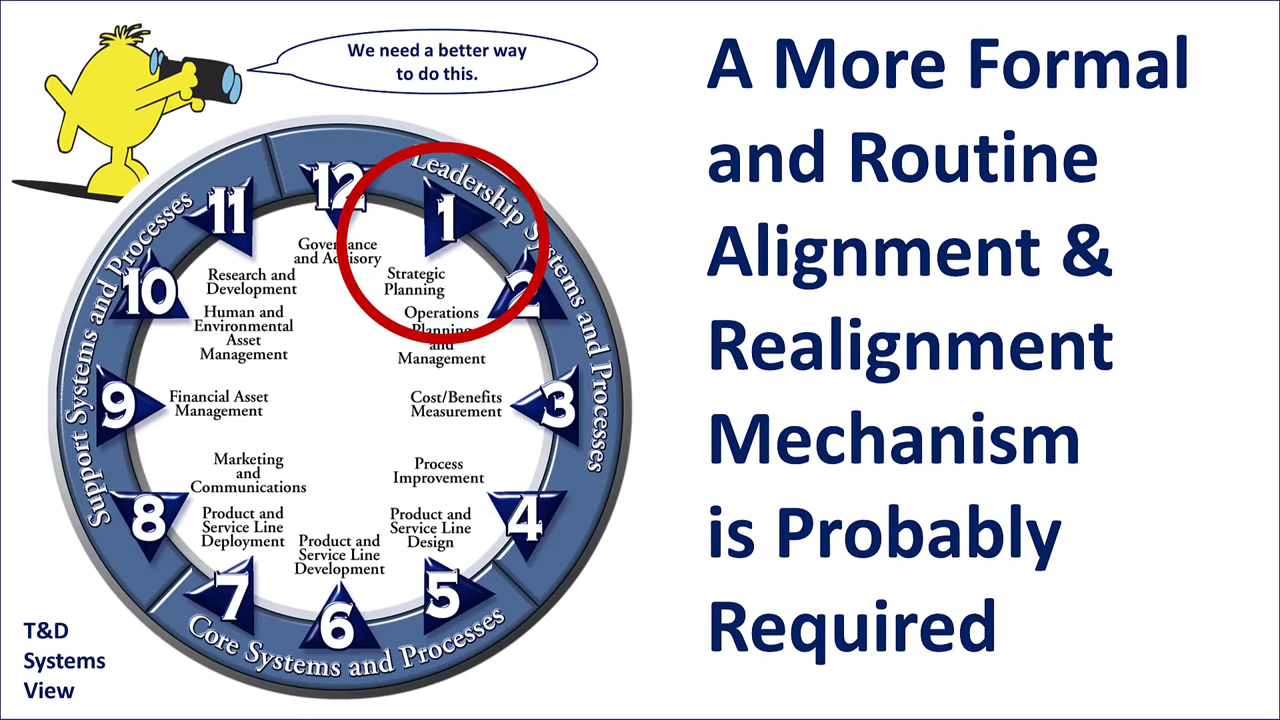 We need a better way
to do this.
A More Formal
and Routine
Alignment &
Realignment
Mechanism
is Probably
Required
Leadership Systems and Processes
Support Systems and Processes
Core Systems and Processes
12
Governance
and Advisory
1
Strategic
Planning
2
Operations
Planning
and
Management
3
Cost/Benefits
Measurement
4
Process
Improvement
5
Product and
Service Line
Design
6
Product and
Service Line
Development
7
Product and
Service Line
Deployment
8
Marketing
and
Communications
9
Financial Asset
Management
10
Human and
Environmental
Asset
Management
11
Research and
Development
T&D
Systems
View